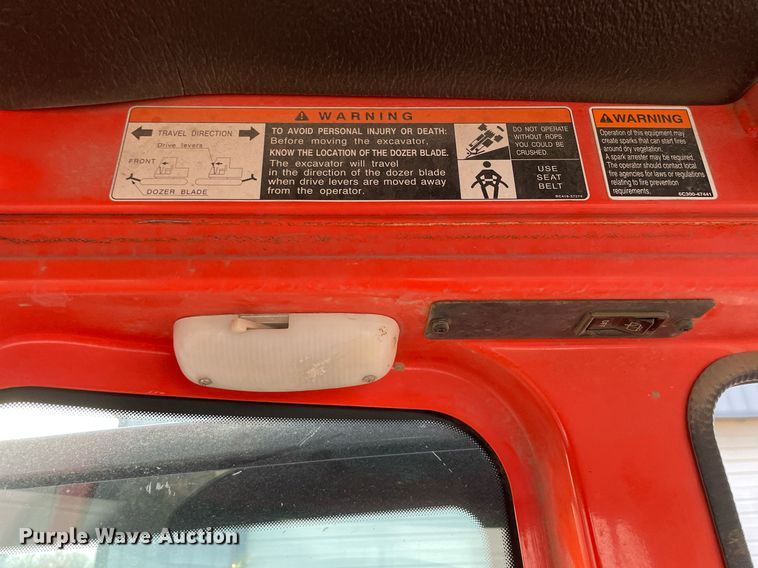 WARNING
TRAVEL DIRECTION
Drive levers
FRONT
DOZER BLADE
TO AVOID PERSONAL INJURY OR DEATH:
Before moving the excavator,
KNOW THE LOCATION OF THE DOZER BLADE.
The excavator will travel
in the direction of the dozer blade
when drive levers are moved away
from the operator.
DO NOT OPERATE
WITHOUT ROPS.
YOU COULD BE
CRUSHED.
USE
SEAT
BELT
WARNING
Operation of this equipment may
create sparks that can start fires
around dry vegetation.
A spark arrester may be required.
The operator should contact local
fire agencies for laws or regulations
relating to fire prevention
requirements.
6C300-47441
Purple Wave Auction